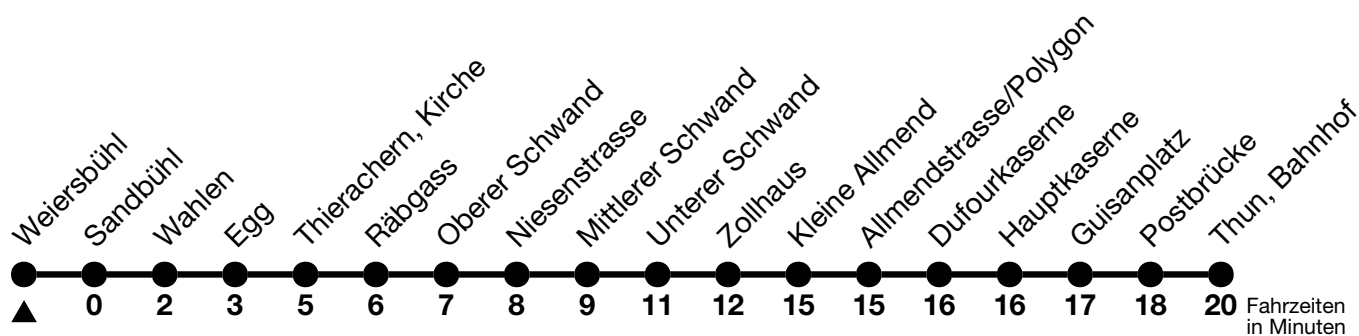 Weiersbühl
Sandbühl
Wahlen
Egg
Thierachern, Kirche
Räbgass
Oberer Schwand
Niesenstrasse
Mittlerer Schwand
Unterer Schwand
Zollhaus
Kleine Allmend
Allmendstrasse/Polygon
Dufourkaserne
Hauptkaserne
Guisanplatz
Postbrücke
Thun, Bahnhof
0 2 3 5 6 7 8 9 11 12 15 15 16 16 17 18 20 Fahrzeiten
in Minuten